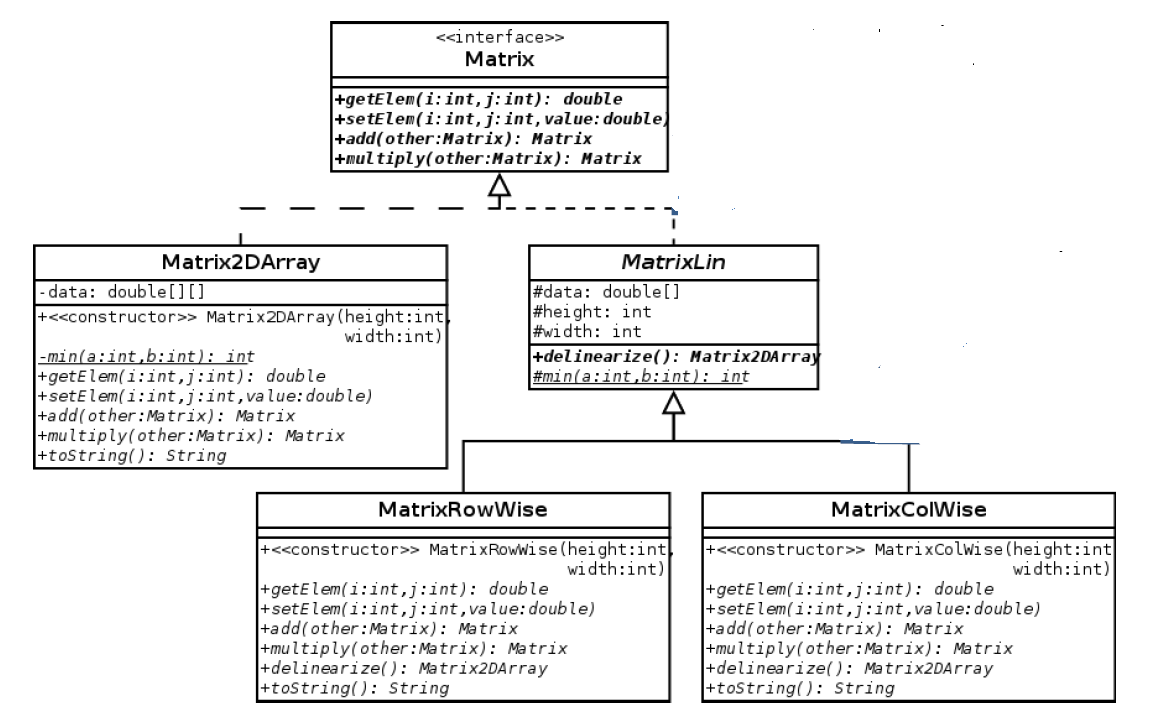 <<interface>>
Matrix
+getElem(i:int,j:int): double
+setElem(i:int,j:int,value:double)
+add(other:Matrix): Matrix
+multiply(other:Matrix): Matrix
Matrix2DArray
-data: double[][]
+<<constructor>> Matrix2DArray(height:int,
width:int)
-min(a:int,b:int): int
+getElem(i:int,j:int): double
+setElem(i:int,j:int,value:double)
+add(other:Matrix): Matrix
+multiply(other:Matrix): Matrix
+toString(): String
MatrixLin
#data: double[]
#height: int
#width: int
+delinearize(): Matrix2DArray
#min(a:int,b:int): int
MatrixRowWise
+<<constructor>> MatrixRowWise(height:int,
width:int)
+getElem(i:int,j:int): double
+setElem(i:int,j:int,value:double)
+add(other:Matrix): Matrix
+multiply(other:Matrix): Matrix
+delinearize(): Matrix2DArray
+toString(): String
MatrixColWise
+<<constructor>> MatrixColWise(height:int
width:int)
+getElem(i:int,j:int): double
+setElem(i:int,j:int,value:double)
+add(other:Matrix): Matrix
+multiply(other:Matrix): Matrix
+delinearize(): Matrix2DArray
+toString(): String